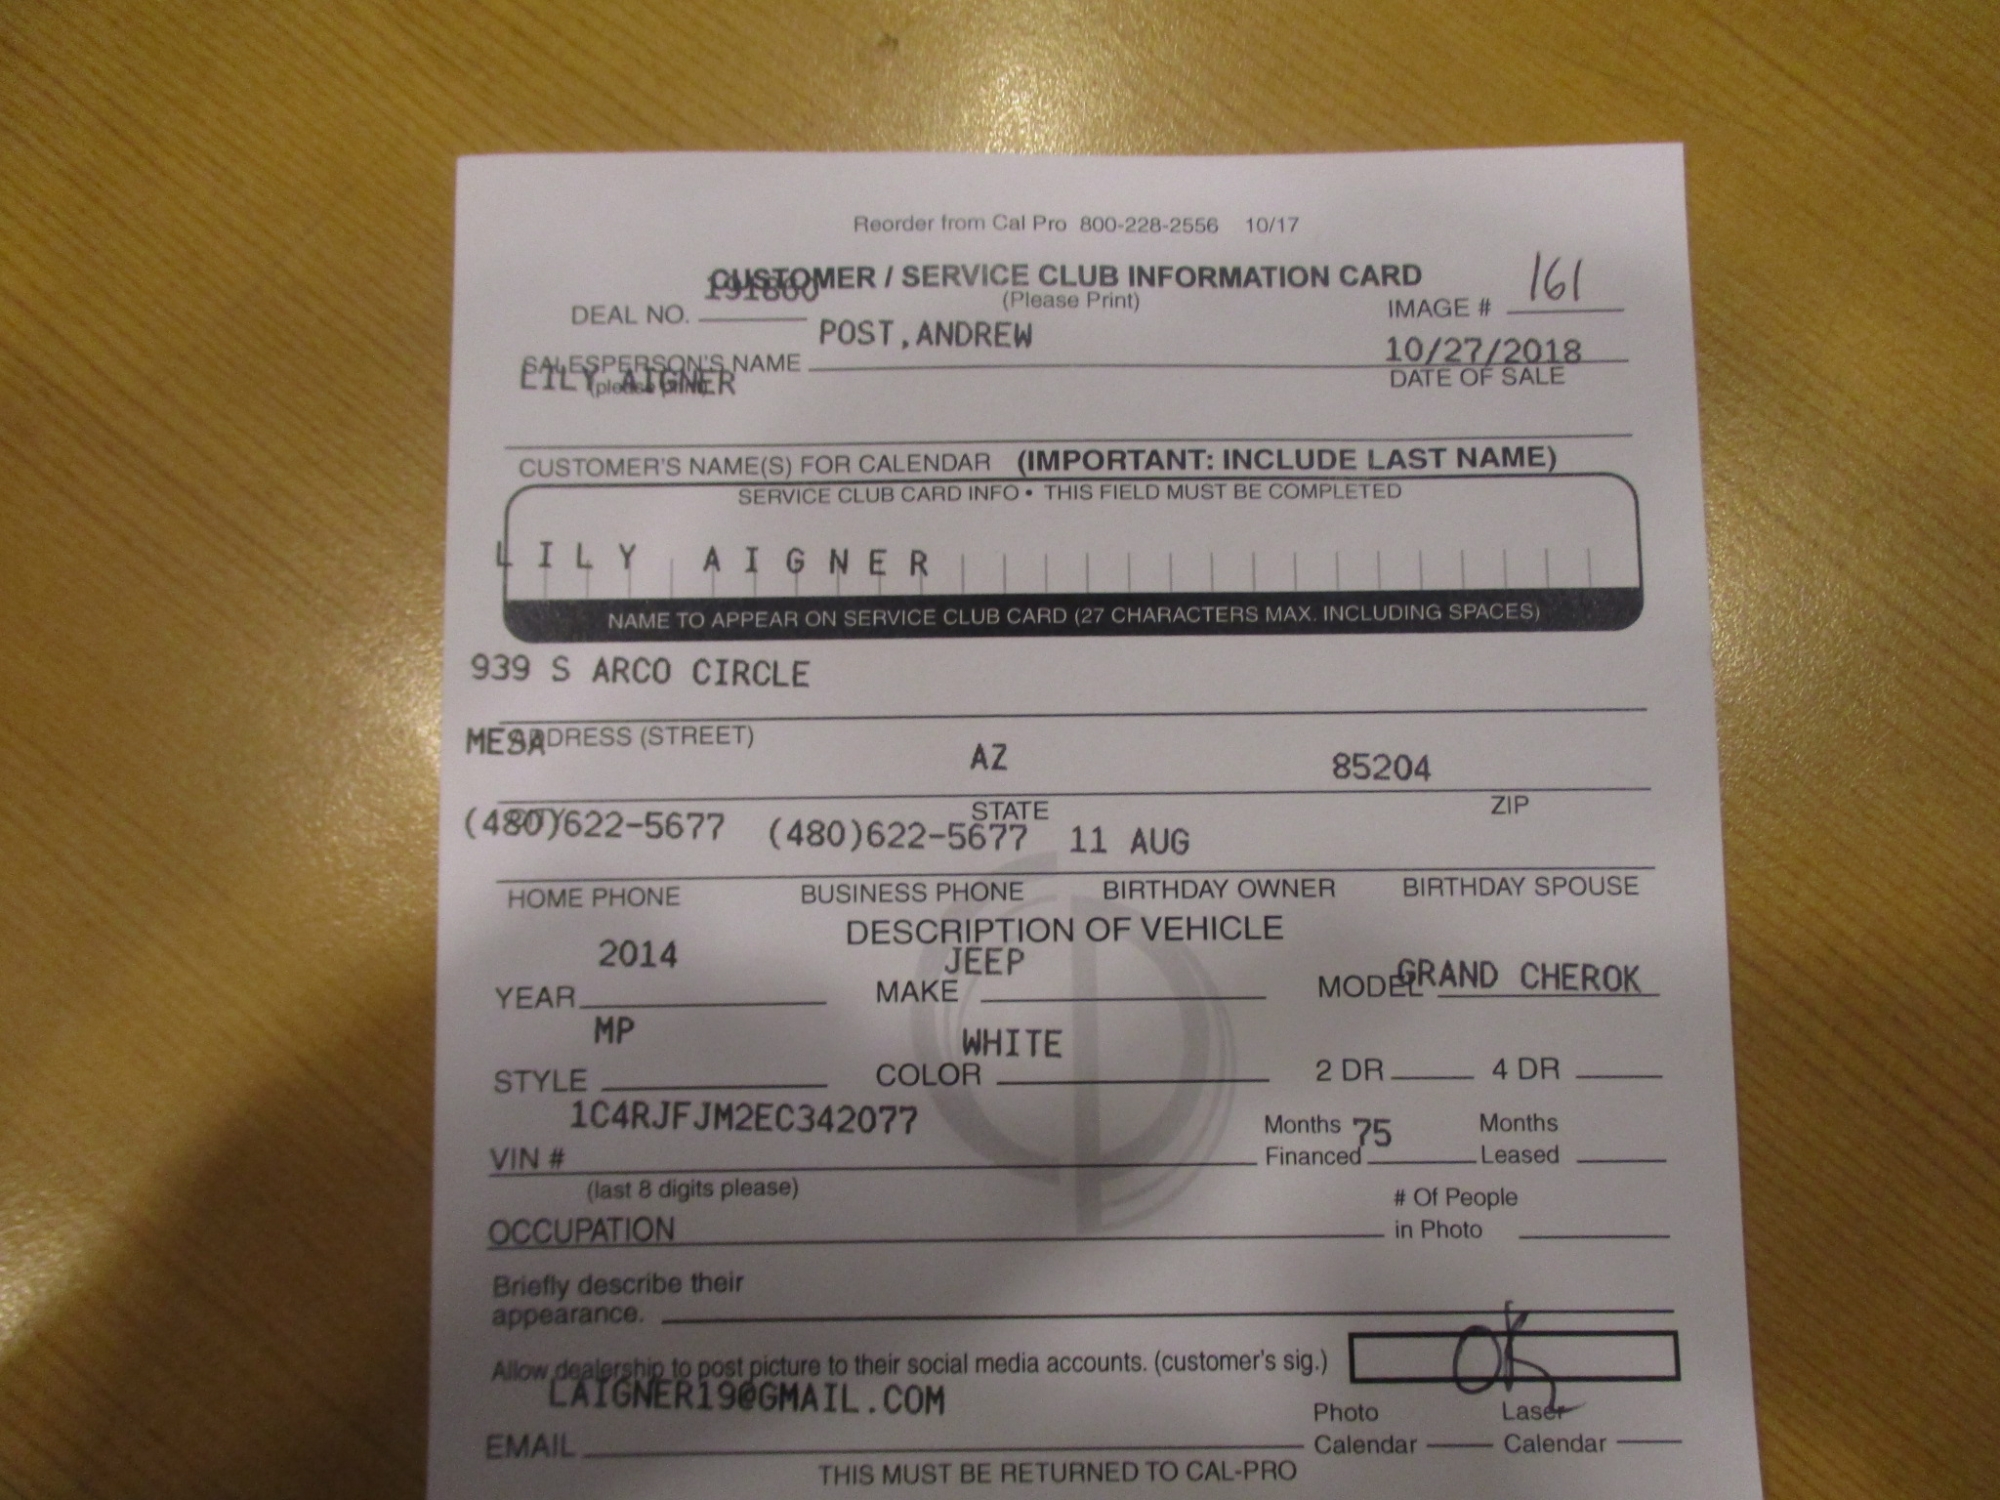 Reorder from Cal Pro 800-228-2556 10/17
CUSTOMER / SERVICE CLUB INFORMATION CARD
(Please Print)
DEAL NO. 191860
IMAGE # 161
POST,ANDREW
SALESPERSON'S NAME
(please print)
10/27/2018
DATE OF SALE
LILY AIGNER
CUSTOMER'S NAME(S) FOR CALENDAR (IMPORTANT: INCLUDE LAST NAME)
SERVICE CLUB CARD INFO • THIS FIELD MUST BE COMPLETED
LILY AIGNER
NAME TO APPEAR ON SERVICE CLUB CARD (27 CHARACTERS MAX. INCLUDING SPACES)
939 S ARCO CIRCLE
ADDRESS (STREET)
MESA AZ 85204
CITY STATE ZIP
(480)622-5677 (480)622-5677 11 AUG
HOME PHONE BUSINESS PHONE BIRTHDAY OWNER BIRTHDAY SPOUSE
DESCRIPTION OF VEHICLE
2014 JEEP GRAND CHEROK
YEAR MAKE MODEL
MP WHITE
STYLE COLOR 2 DR 4 DR
1C4RJFJM2EC342077
VIN #
(last 8 digits please)
Months Financed 75
Months Leased
OCCUPATION
# Of People in Photo
Briefly describe their
appearance.
Allow dealership to post picture to their social media accounts. (customer's sig.) OK
LAIGNER19@GMAIL.COM
EMAIL
Photo Calendar
Laser Calendar
THIS MUST BE RETURNED TO CAL-PRO